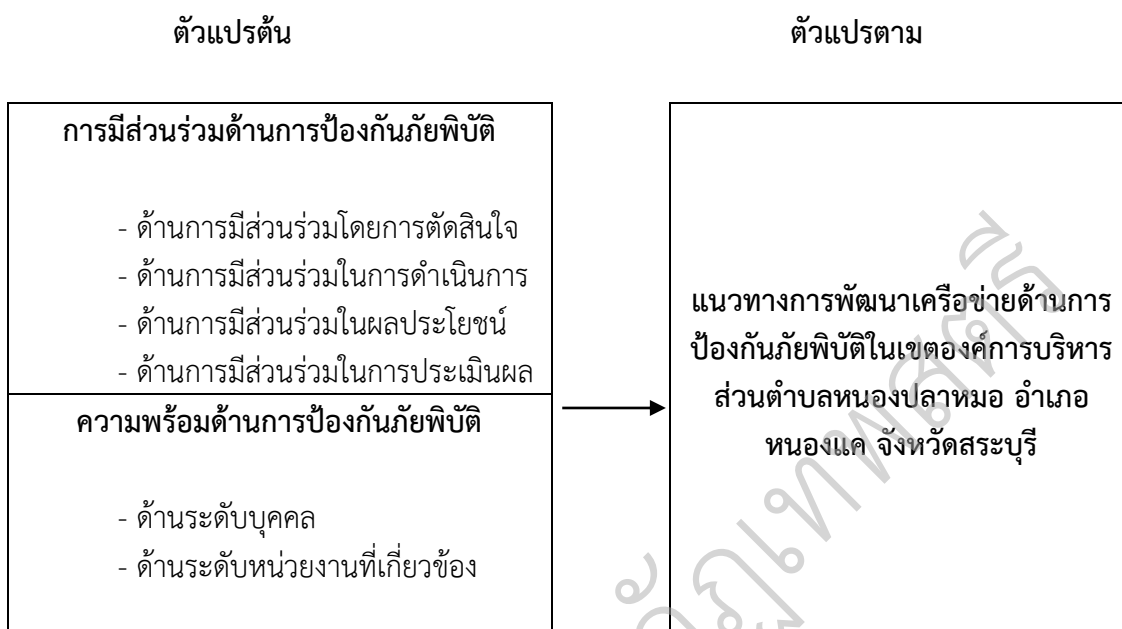 ตัวแปรต้น
ตัวแปรตาม
การมีส่วนร่วมด้านการป้องกันภัยพิบัติ
- ด้านการมีส่วนร่วมโดยการตัดสินใจ
- ด้านการมีส่วนร่วมในการดำเนินการ
- ด้านการมีส่วนร่วมในผลประโยชน์
- ด้านการมีส่วนร่วมในการประเมินผล
ความพร้อมด้านการป้องกันภัยพิบัติ
- ด้านระดับบุคคล
- ด้านระดับหน่วยงานที่เกี่ยวข้อง
แนวทางการพัฒนาเครือข่ายด้านการ
ป้องกันภัยพิบัติในเขตองค์การบริหาร
ส่วนตำบลหนองปลาหมอ อำเภอ
หนองแค จังหวัดสระบุรี